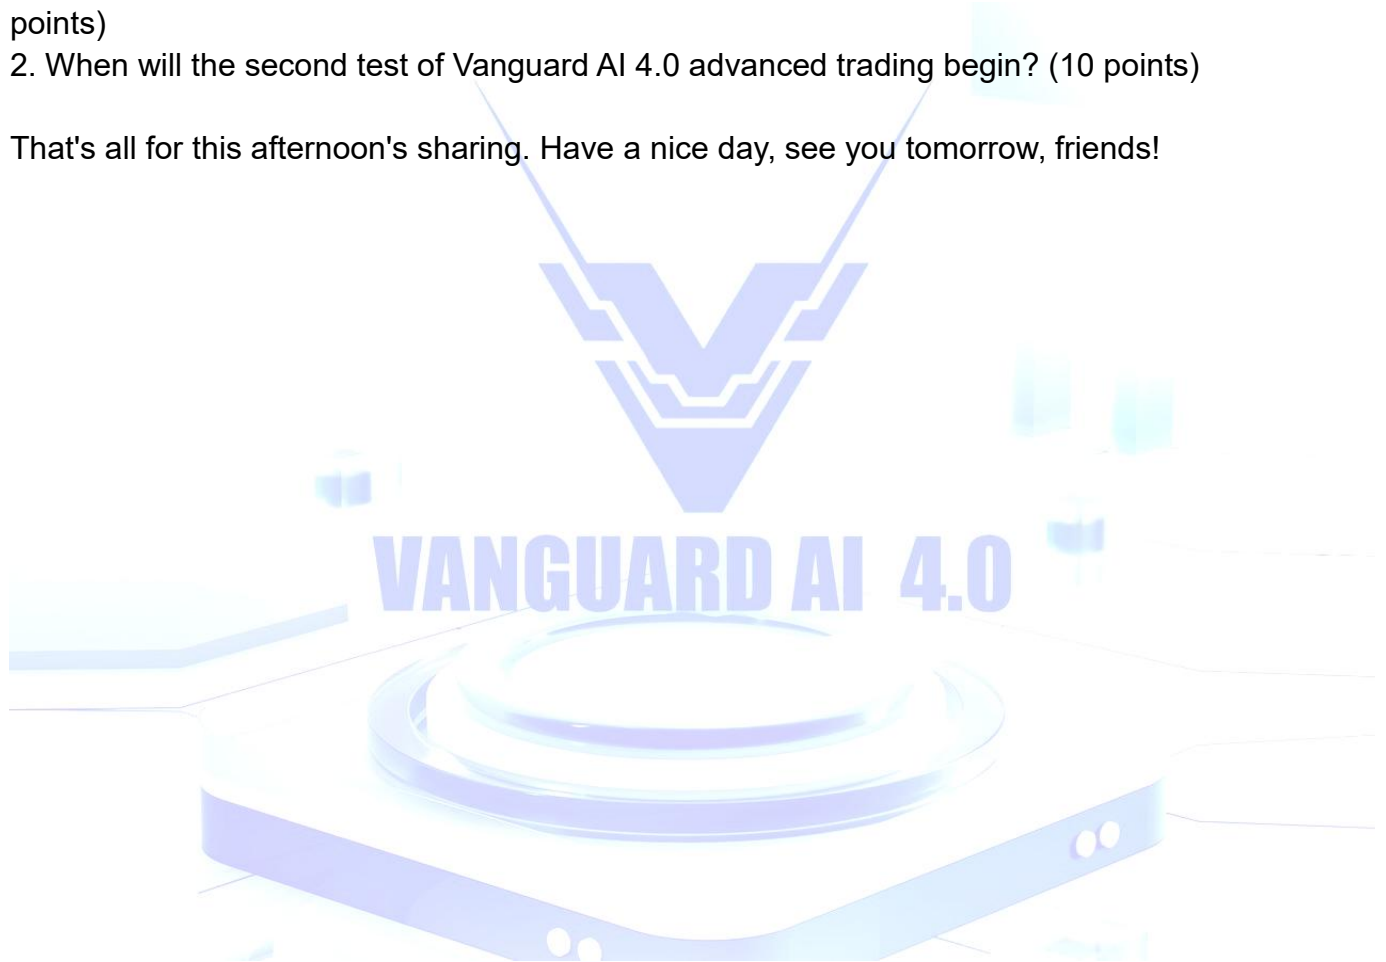 points)
2. When will the second test of Vanguard AI 4.0 advanced trading begin? (10 points)
That's all for this afternoon's sharing. Have a nice day, see you tomorrow, friends!
VANGUARD AI 4.0